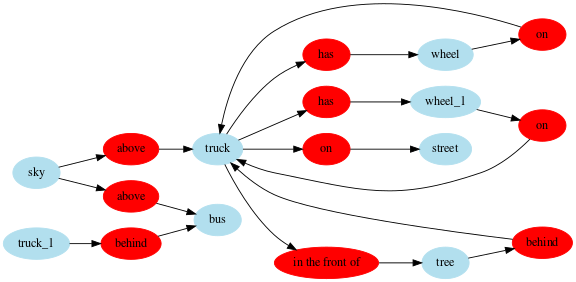 on
has
wheel
has
wheel_1
on
above
truck
on
street
sky
above
bus
truck_1
behind
behind
in the front of
tree